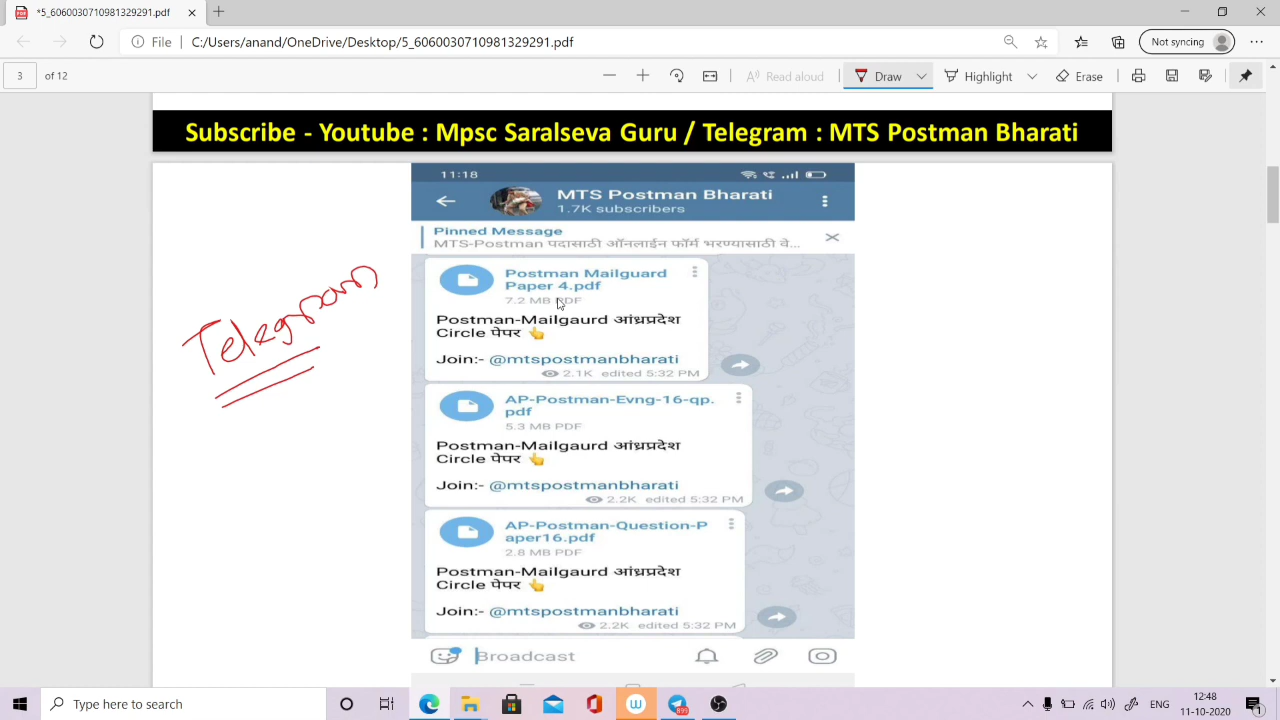 *5_6060030710981329291.pdf
File
C:/Users/anand/OneDrive/Desktop/5_6060030710981329291.pdf
Not syncing
3 of 12
Read aloud
Draw
Highlight
Erase
Subscribe - Youtube : Mpsc Saralseva Guru / Telegram : MTS Postman Bharati
11:18
MTS Postman Bharati
1.7K subscribers
Pinned Message
MTS-Postman पदासाठी ऑनलाईन फॉर्म भरण्यासाठी वे...
Telegram
Postman Mailguard
Paper 4.pdf
7.2 MB PDF
Postman-Mailgaurd आंध्रप्रदेश
Circle पेपर 👆
Join:- @mtspostmanbharati
2.1K edited 5:32 PM
AP-Postman-Evng-16-qp.
pdf
5.3 MB PDF
Postman-Mailgaurd आंध्रप्रदेश
Circle पेपर 👆
Join:- @mtspostmanbharati
2.2K edited 5:32 PM
AP-Postman-Question-P
aper16.pdf
2.8 MB PDF
Postman-Mailgaurd आंध्रप्रदेश
Circle पेपर 👆
Join:- @mtspostmanbharati
2.2K edited 5:32 PM
Broadcast
Type here to search
899
12:48
11-10-2020
1